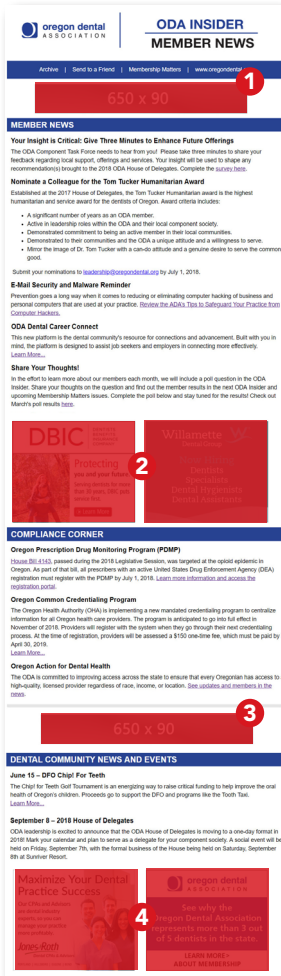 oregon dental
ASSOCIATION
ODA INSIDER
MEMBER NEWS
Archive | Send to a Friend | Membership Matters | www.oregondental
1
650 x 90
MEMBER NEWS
Your Insight is Critical: Give Three Minutes to Enhance Future Offerings
The ODA Component Task Force needs to hear from you! Please take three minutes to share your
feedback regarding local support, offerings and services. Your insight will be used to shape any
recommendation(s) brought to the 2018 ODA House of Delegates. Complete the survey here.
Nominate a Colleague for the Tom Tucker Humanitarian Award
Established at the 2017 House of Delegates, the Tom Tucker Humanitarian award is the highest
humanitarian and service award for the dentists of Oregon. Award criteria includes:
• A significant number of years as an ODA member.
• Active in leadership roles within the ODA and their local component society.
• Demonstrated commitment to being an active member in their local communities.
• Demonstrated to their communities and the ODA a unique attitude and a willingness to serve.
• Mirror the image of Dr. Tom Tucker with a can-do attitude and a genuine desire to serve the common
good.
Submit your nominations to leadership@oregondental.org by July 1, 2018.
E-Mail Security and Malware Reminder
Prevention goes a long way when it comes to reducing or eliminating computer hacking of business and
personal computers that are used at your practice. Review the ADA's Tips to Safeguard Your Practice from
Computer Hackers.
ODA Dental Career Connect
This new platform is the dental community's resource for connections and advancement. Built with you in
mind, the platform is designed to assist job seekers and employers in connecting more effectively.
Learn More...
Share Your Thoughts!
In the effort to learn more about our members each month, we will include a poll question in the ODA
Insider. Share your thoughts on the question and find out the member results in the next ODA Insider and
upcoming Membership Matters issues. Complete the poll below and stay tuned for the results! Check out
March's poll results here.
DBIC
Protecting
you and your future
2
Willamette
Dental Group
Dentists
Specialists
Dental Hygienists
Dental Assistants
COMPLIANCE CORNER
Oregon Prescription Drug Monitoring Program (PDMP)
House Bill 4143, passed during the 2018 Legislative Session, was targeted at the opioid epidemic in
Oregon. As part of that bill, all prescribers with an active United States Drug Enforcement Agency (DEA)
registration must register with the PDMP by July 1, 2018. Learn more information and access the
registration portal.
Oregon Common Credentialing Program
The Oregon Health Authority (OHA) is implementing a new mandated credentialing program to centralize
information for all Oregon health care providers. The program is anticipated to go into full effect in
November of 2018. Providers will register with the system when they go through their next credentialing
process. At the time of registration, providers will be assessed a $150 one-time fee, which must be paid by
April 30, 2019.
Learn More...
Oregon Action for Dental Health
The ODA is committed to improving access across the state to ensure that every Oregonian has access to
high-quality, licensed provider regardless of race, income, or location. See updates and members in the
news.
3
650 x 90
DENTAL COMMUNITY NEWS AND EVENTS
June 15 – DFO Chip! For Teeth
The Chip! for Teeth Golf Tournament is an energizing way to raise critical funding to help improve the oral
health of Oregon's children. Proceeds go to support the DFO and programs like the Tooth Taxi.
Learn More...
September 8 – 2018 House of Delegates
ODA leadership is excited to announce that the ODA House of Delegates is moving to a one-day format in
2018! Mark your calendar and plan to serve as a delegate for your component society. A social event will be
held on Friday, September 7th, with the formal business of the House being held on Saturday, September
8th at Sunriver Resort.
Maximize Your Dental
Practice Success
Jones & Roth
4
oregon dental
ASSOCIATION
See why the
Oregon Dental Association
represents more than 3 out
of 5 dentists in the state.
LEARN MORE>
ABOUT MEMBERSHIP